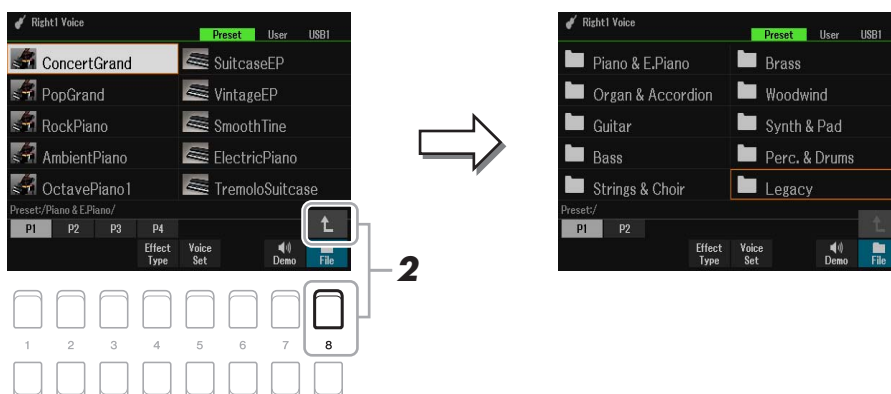 Right1 Voice
Preset User USB1
ConcertGrand SuitcaseEP
PopGrand VintageEP
RockPiano SmoothTine
AmbientPiano ElectricPiano
OctavePiano1 TremoloSuitcase
Preset:/Piano & E.Piano/
P1 P2 P3 P4
Effect Type Voice Set Demo File
2
1 2 3 4 5 6 7 8
Right1 Voice
Preset User USB1
Piano & E.Piano Brass
Organ & Accordion Woodwind
Guitar Synth & Pad
Bass Perc. & Drums
Strings & Choir Legacy
Preset:/
P1 P2
Effect Type Voice Set Demo File